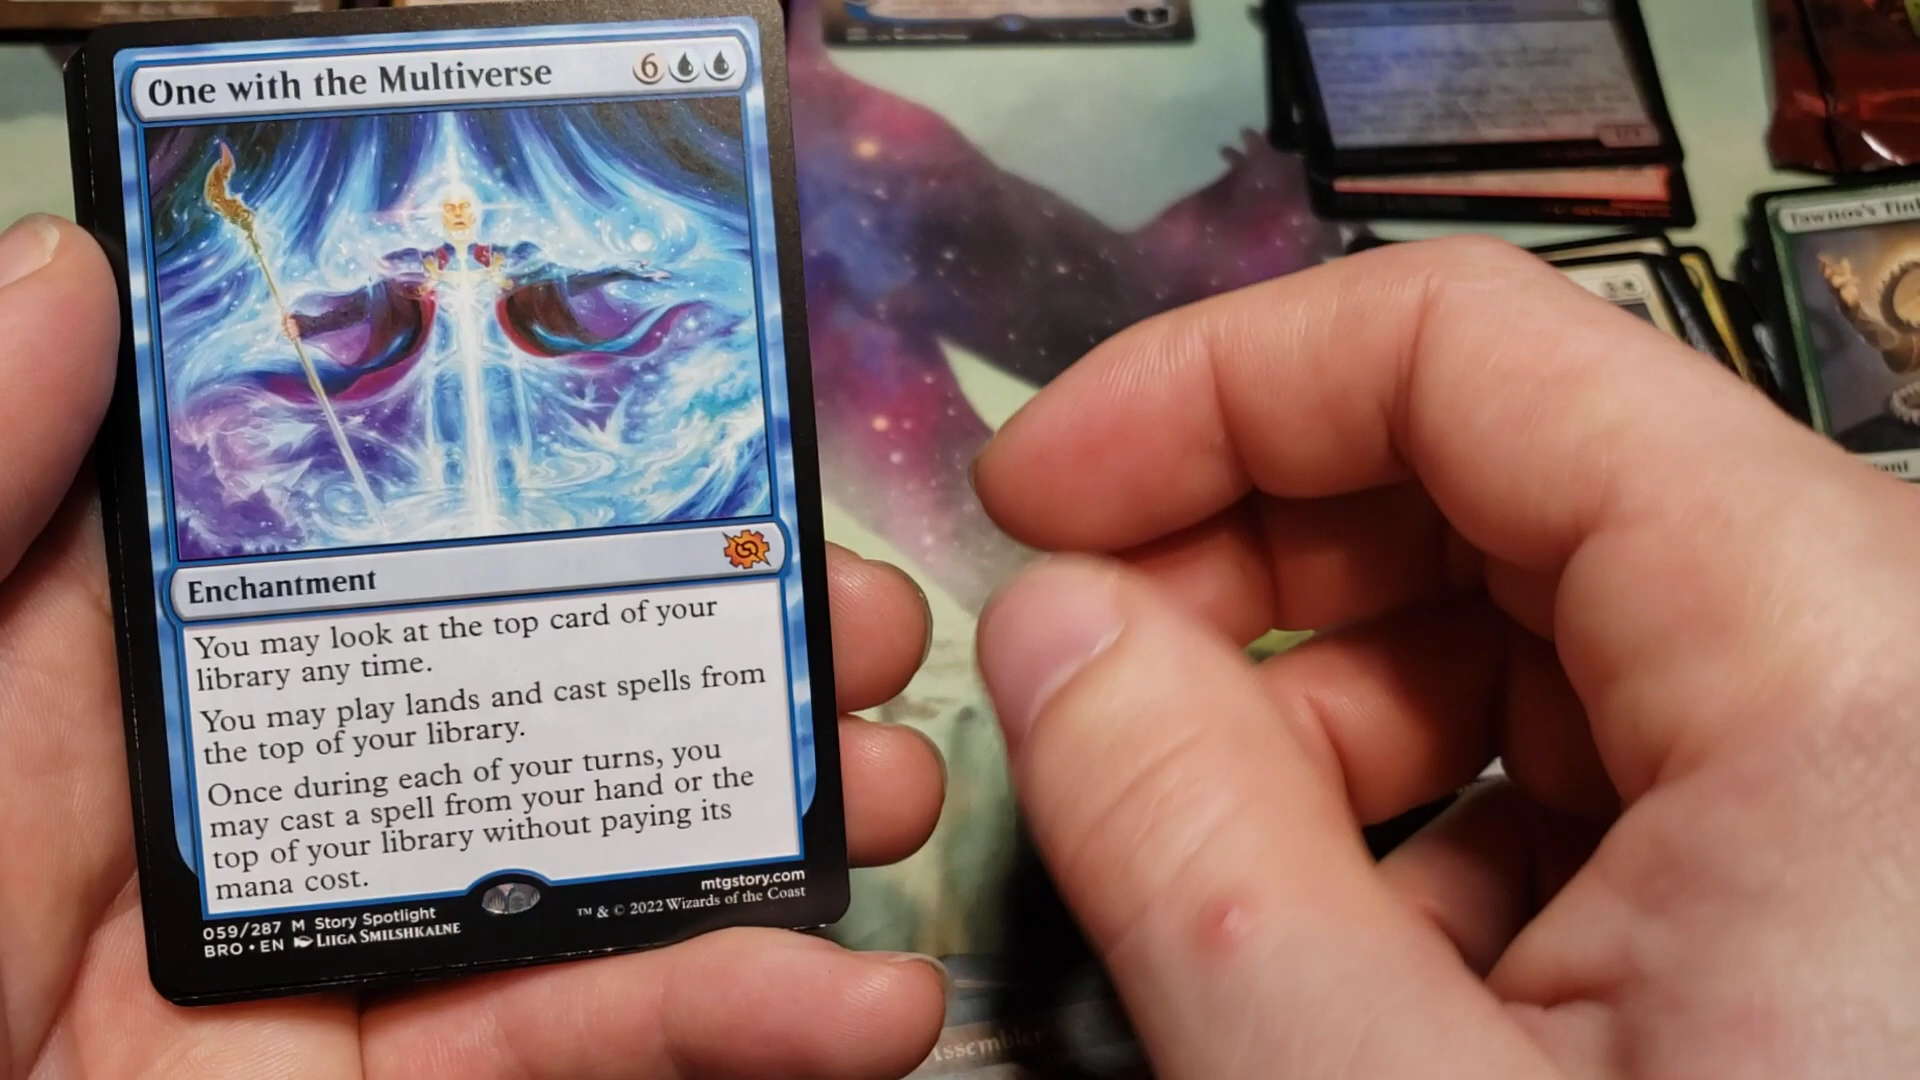 One with the Multiverse 6
Enchantment
You may look at the top card of your
library any time.
You may play lands and cast spells from
the top of your library.
Once during each of your turns, you
may cast a spell from your hand or the
top of your library without paying its
mana cost.
059/287 M Story Spotlight
BRO • EN LIIGA SMILSHKALNE
mtgstory.com
™ & © 2022 Wizards of the Coast
Tawnos's